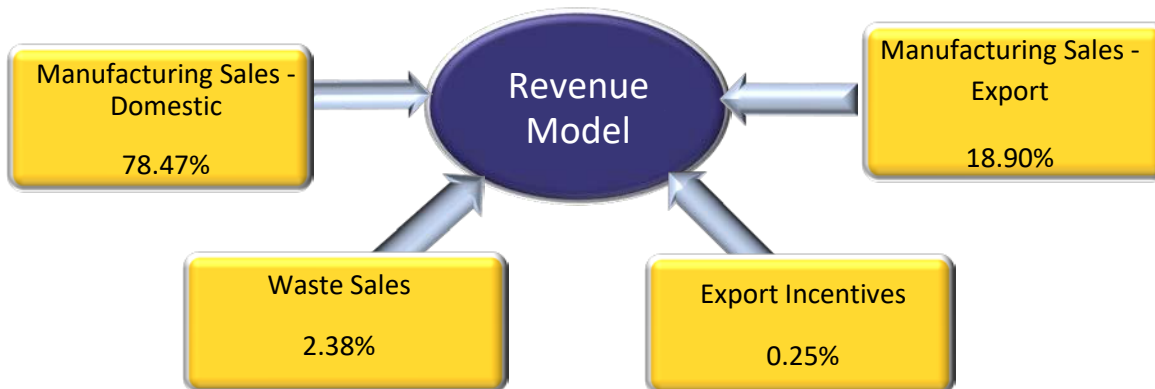 Manufacturing Sales -
Domestic
78.47%
Revenue
Model
Manufacturing Sales -
Export
18.90%
Waste Sales
2.38%
Export Incentives
0.25%